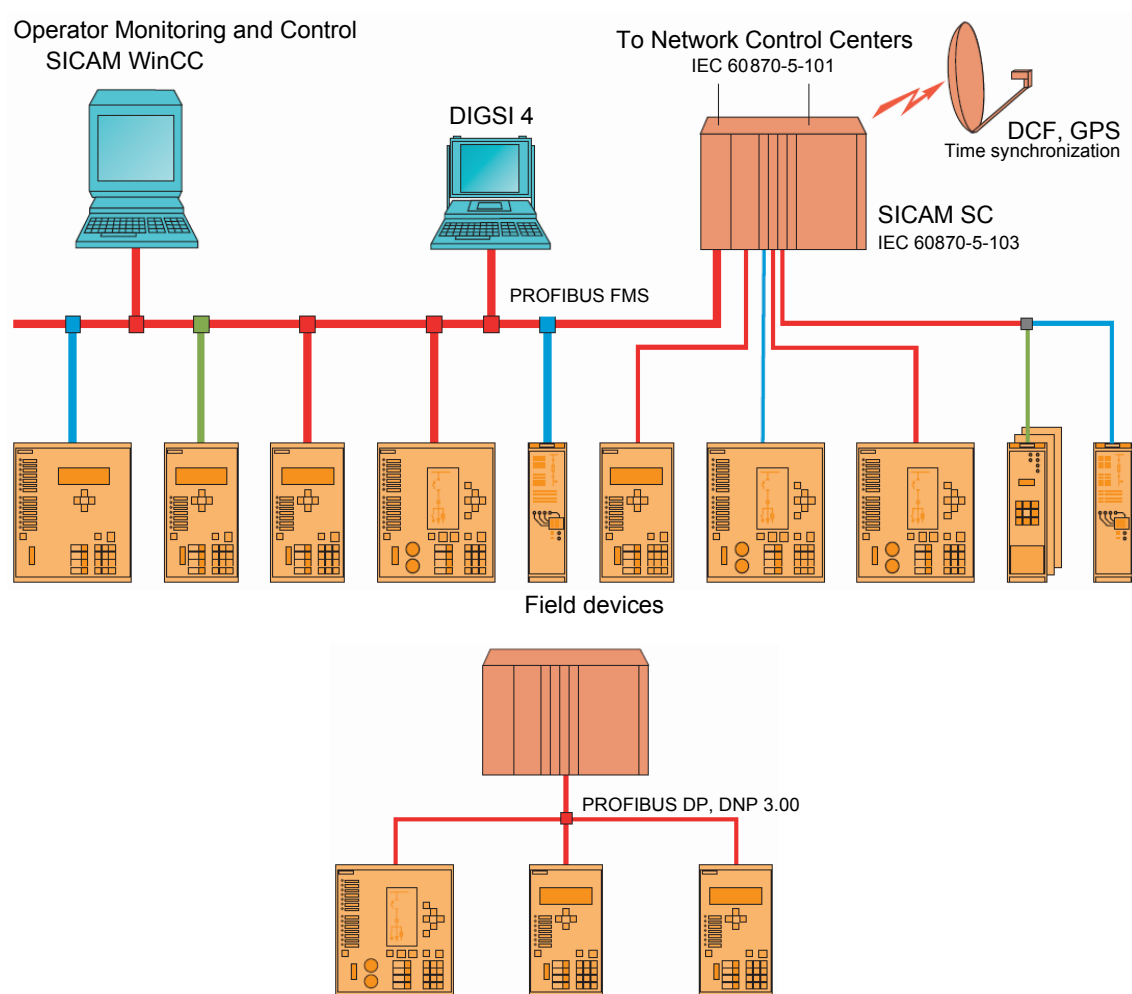 Operator Monitoring and Control
SICAM WinCC
To Network Control Centers
IEC 60870-5-101
DIGSI 4
DCF, GPS
Time synchronization
SICAM SC
IEC 60870-5-103
PROFIBUS FMS
Field devices
PROFIBUS DP, DNP 3.00